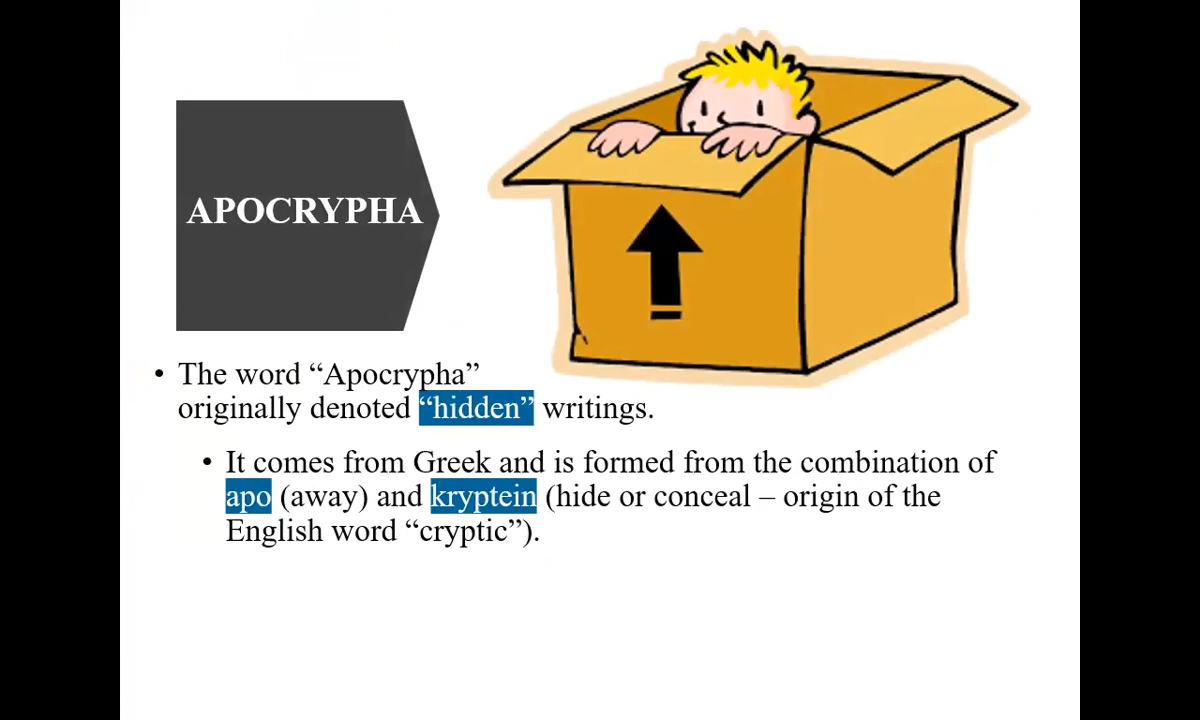 APOCRYPHA
• The word “Apocrypha”
originally denoted “hidden” writings.
• It comes from Greek and is formed from the combination of
apo (away) and kryptein (hide or conceal – origin of the
English word “cryptic”).